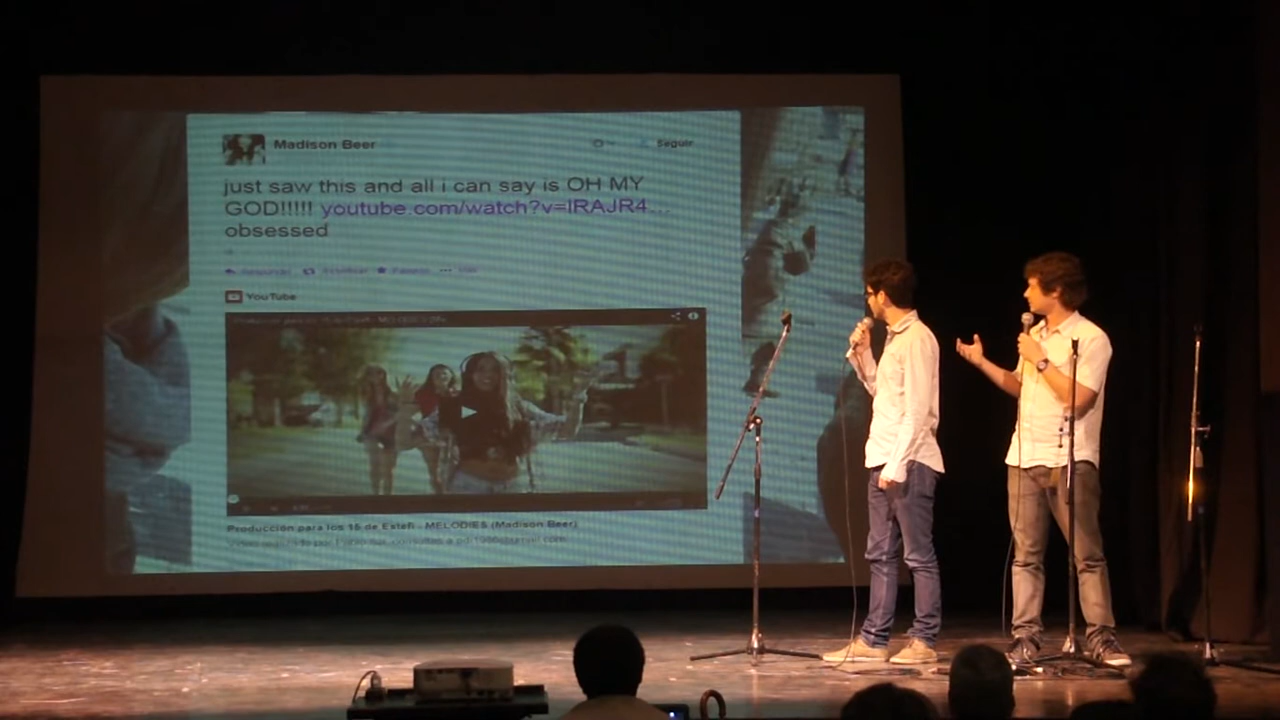 Madison Beer
Seguir
just saw this and all i can say is OH MY
GOD!!!!! youtube.com/watch?v=IRAJR4...
obsessed
YouTube
Producción para los 15 de Estefi - MELODIES (Madison Beer)